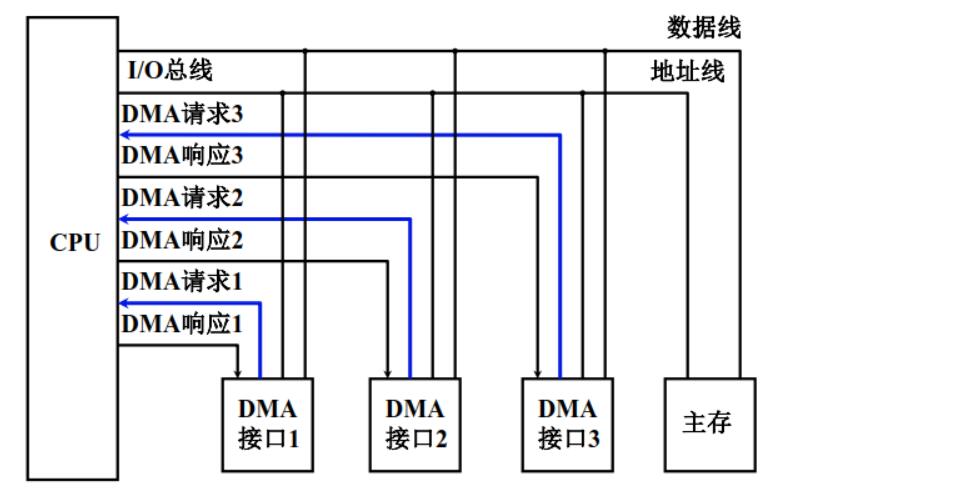 数据线
I/O总线
地址线
DMA请求3
DMA响应3
DMA请求2
CPU
DMA响应2
DMA请求1
DMA响应1
DMA
接口1
DMA
接口2
DMA
接口3
主存